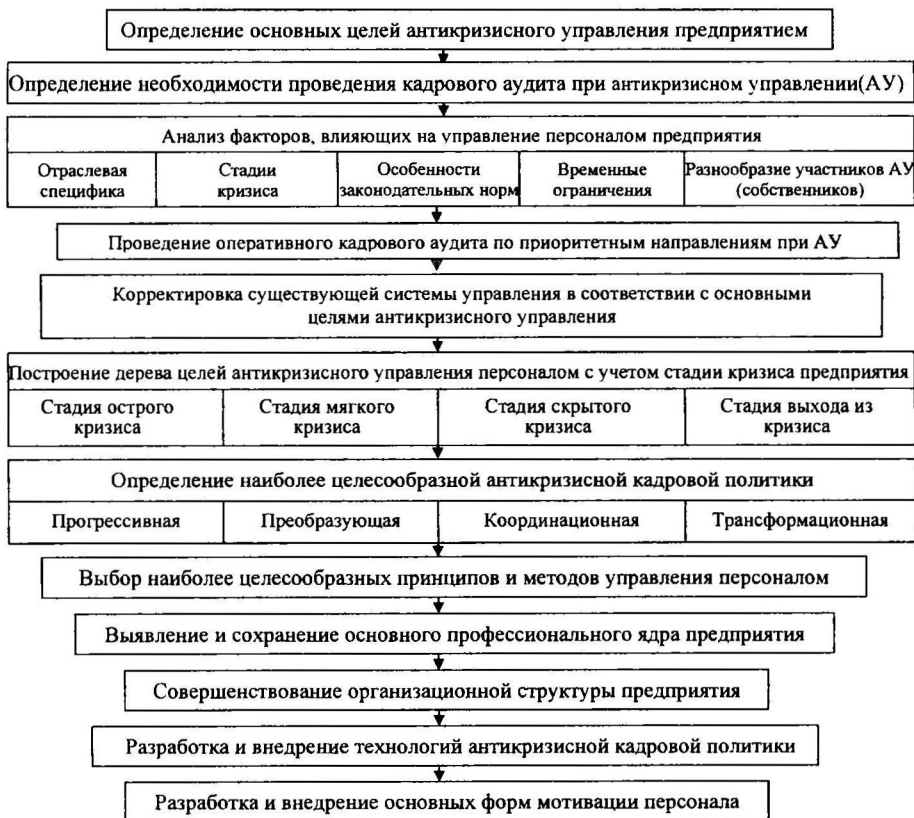 Определение основных целей антикризисного управления предприятием
Определение необходимости проведения кадрового аудита при антикризисном управлении(АУ)
Анализ факторов, влияющих на управление персоналом предприятия
Отраслевая
специфика
Стадии
кризиса
Особенности
законодательных норм
Временные
ограничения
Разнообразие участников АУ
(собственников)
Проведение оперативного кадрового аудита по приоритетным направлениям при АУ
Корректировка существующей системы управления в соответствии с основными
целями антикризисного управления
Построение дерева целей антикризисного управления персоналом с учетом стадии кризиса предприятия
Стадия острого
кризиса
Стадия мягкого
кризиса
Стадия скрытого
кризиса
Стадия выхода из
кризиса
Определение наиболее целесообразной антикризисной кадровой политики
Прогрессивная
Преобразующая
Координационная
Трансформационная
Выбор наиболее целесообразных принципов и методов управления персоналом
Выявление и сохранение основного профессионального ядра предприятия
Совершенствование организационной структуры предприятия
Разработка и внедрение технологий антикризисной кадровой политики
Разработка и внедрение основных форм мотивации персонала